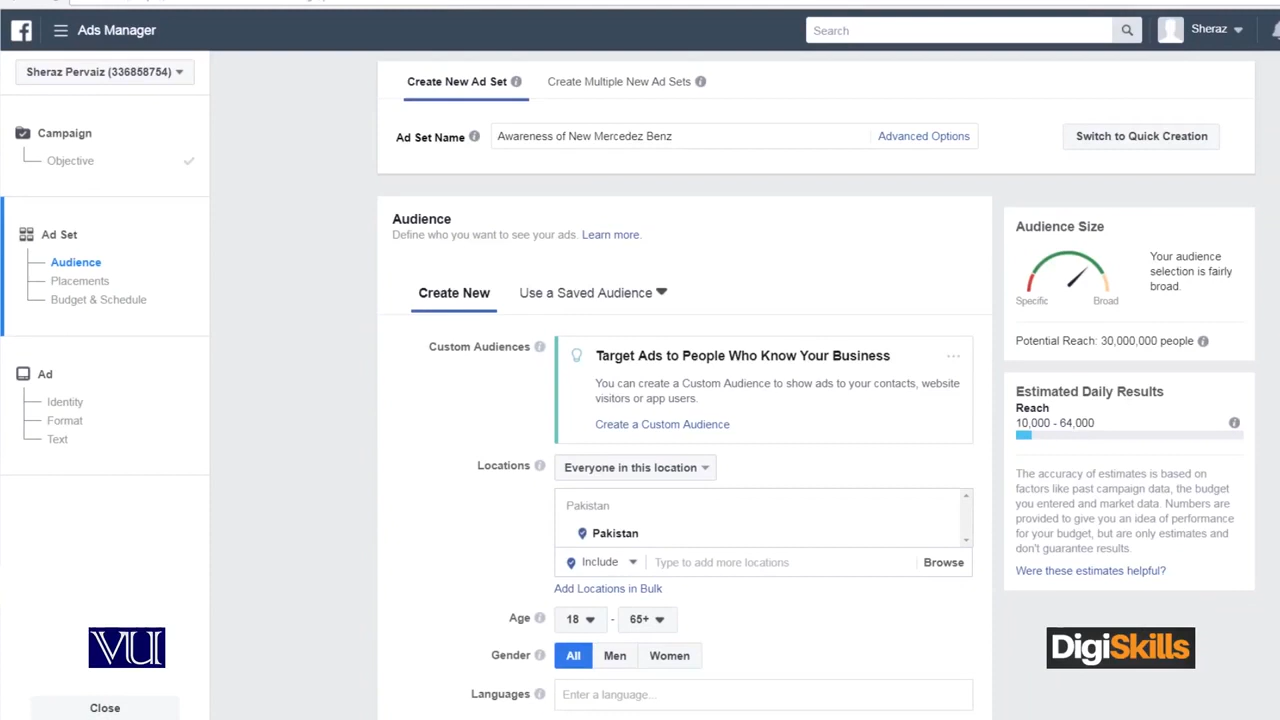 Ads Manager
Search
Sheraz
Sheraz Pervaiz (336858754)
Campaign
Objective
Ad Set
Audience
Placements
Budget & Schedule
Ad
Identity
Format
Text
Close
Create New Ad Set
Create Multiple New Ad Sets
Ad Set Name
Awareness of New Mercedez Benz
Advanced Options
Switch to Quick Creation
Audience
Define who you want to see your ads. Learn more.
Create New
Use a Saved Audience
Custom Audiences
Target Ads to People Who Know Your Business
You can create a Custom Audience to show ads to your contacts, website
visitors or app users.
Create a Custom Audience
Locations
Everyone in this location
Pakistan
Pakistan
Include
Type to add more locations
Browse
Add Locations in Bulk
Age
18 - 65+
Gender
All
Men
Women
Languages
Enter a language...
Audience Size
Your audience
selection is fairly
broad.
Specific
Broad
Potential Reach: 30,000,000 people
Estimated Daily Results
Reach
10,000 - 64,000
The accuracy of estimates is based on
factors like past campaign data, the budget
you entered and market data. Numbers are
provided to give you an idea of performance
for your budget, but are only estimates and
don't guarantee results.
Were these estimates helpful?
VU
DigiSkills